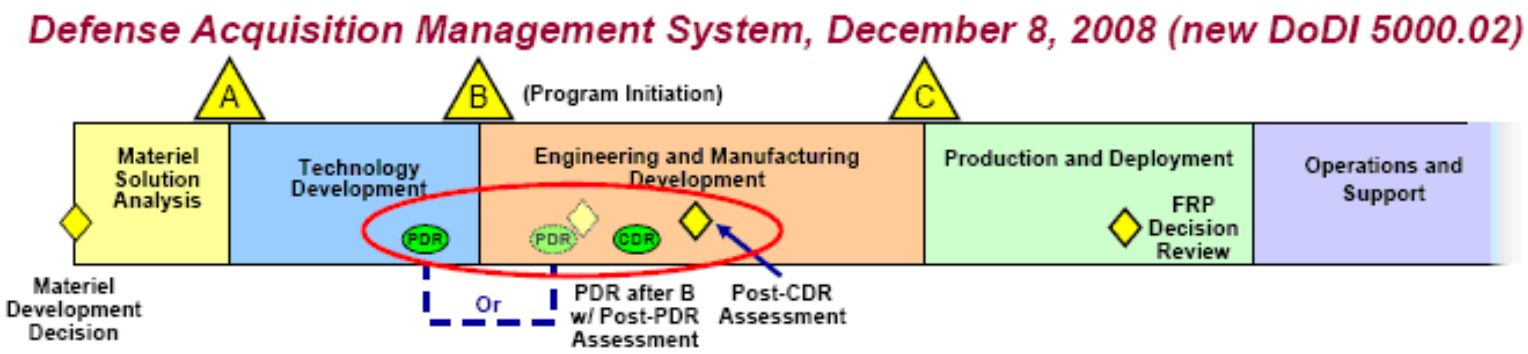 Defense Acquisition Management System, December 8, 2008 (new DoDI 5000.02)
A
B
(Program Initiation)
C
Materiel
Solution
Analysis
Technology
Development
Engineering and Manufacturing
Development
Production and Deployment
Operations and
Support
PDR
PDR
CDR
FRP
Decision
Review
Materiel
Development
Decision
Or
PDR after B
w/ Post-PDR
Assessment
Post-CDR
Assessment